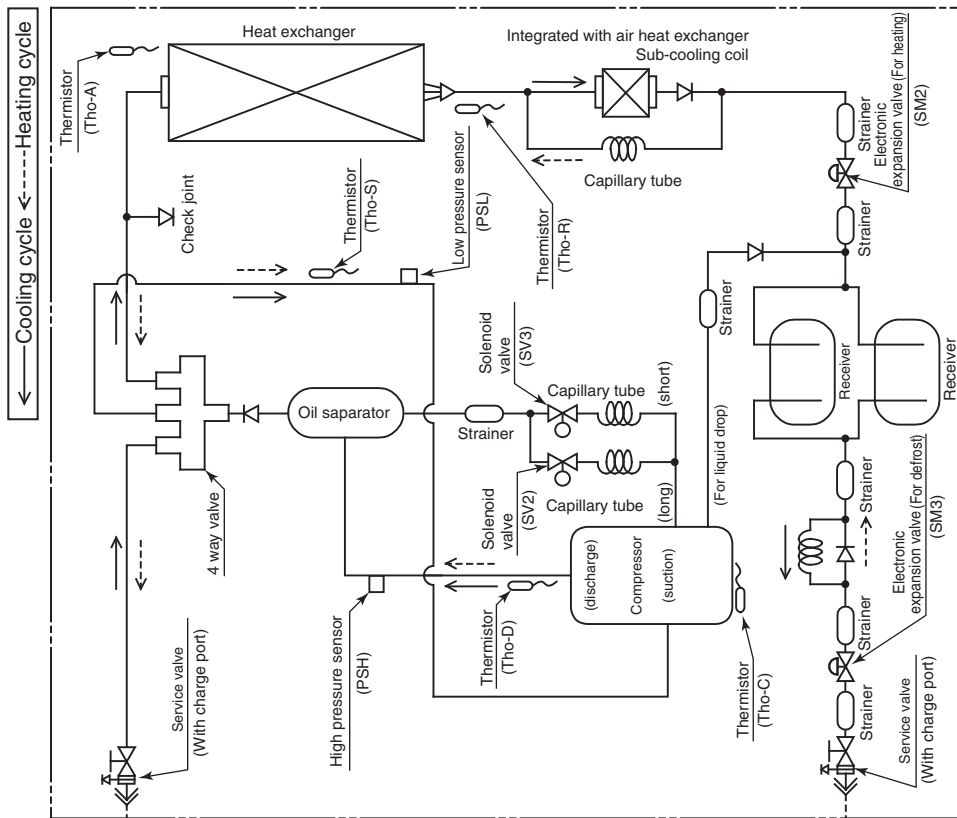 Cooling cycle
Heating cycle
Heat exchanger
Integrated with air heat exchanger
Sub-cooling coil
Thermistor
(Tho-A)
Check joint
Thermistor
(Tho-S)
Low pressure sensor
(PSL)
Thermistor
(Tho-R)
Capillary tube
Strainer
Electronic
expansion valve (For heating)
(SM2)
Strainer
Strainer
Receiver
Receiver
4 way valve
Oil saparator
Strainer
Solenoid
valve
(SV3)
Capillary tube
(short)
Solenoid
valve
(SV2)
Capillary tube
(long)
(For liquid drop)
Strainer
Electronic
expansion valve (For defrost)
(SM3)
Strainer
Strainer
(discharge)
Compressor
(suction)
Thermistor
(Tho-D)
High pressure sensor
(PSH)
Thermistor
(Tho-C)
Service valve
(With charge port)
Service valve
(With charge port)